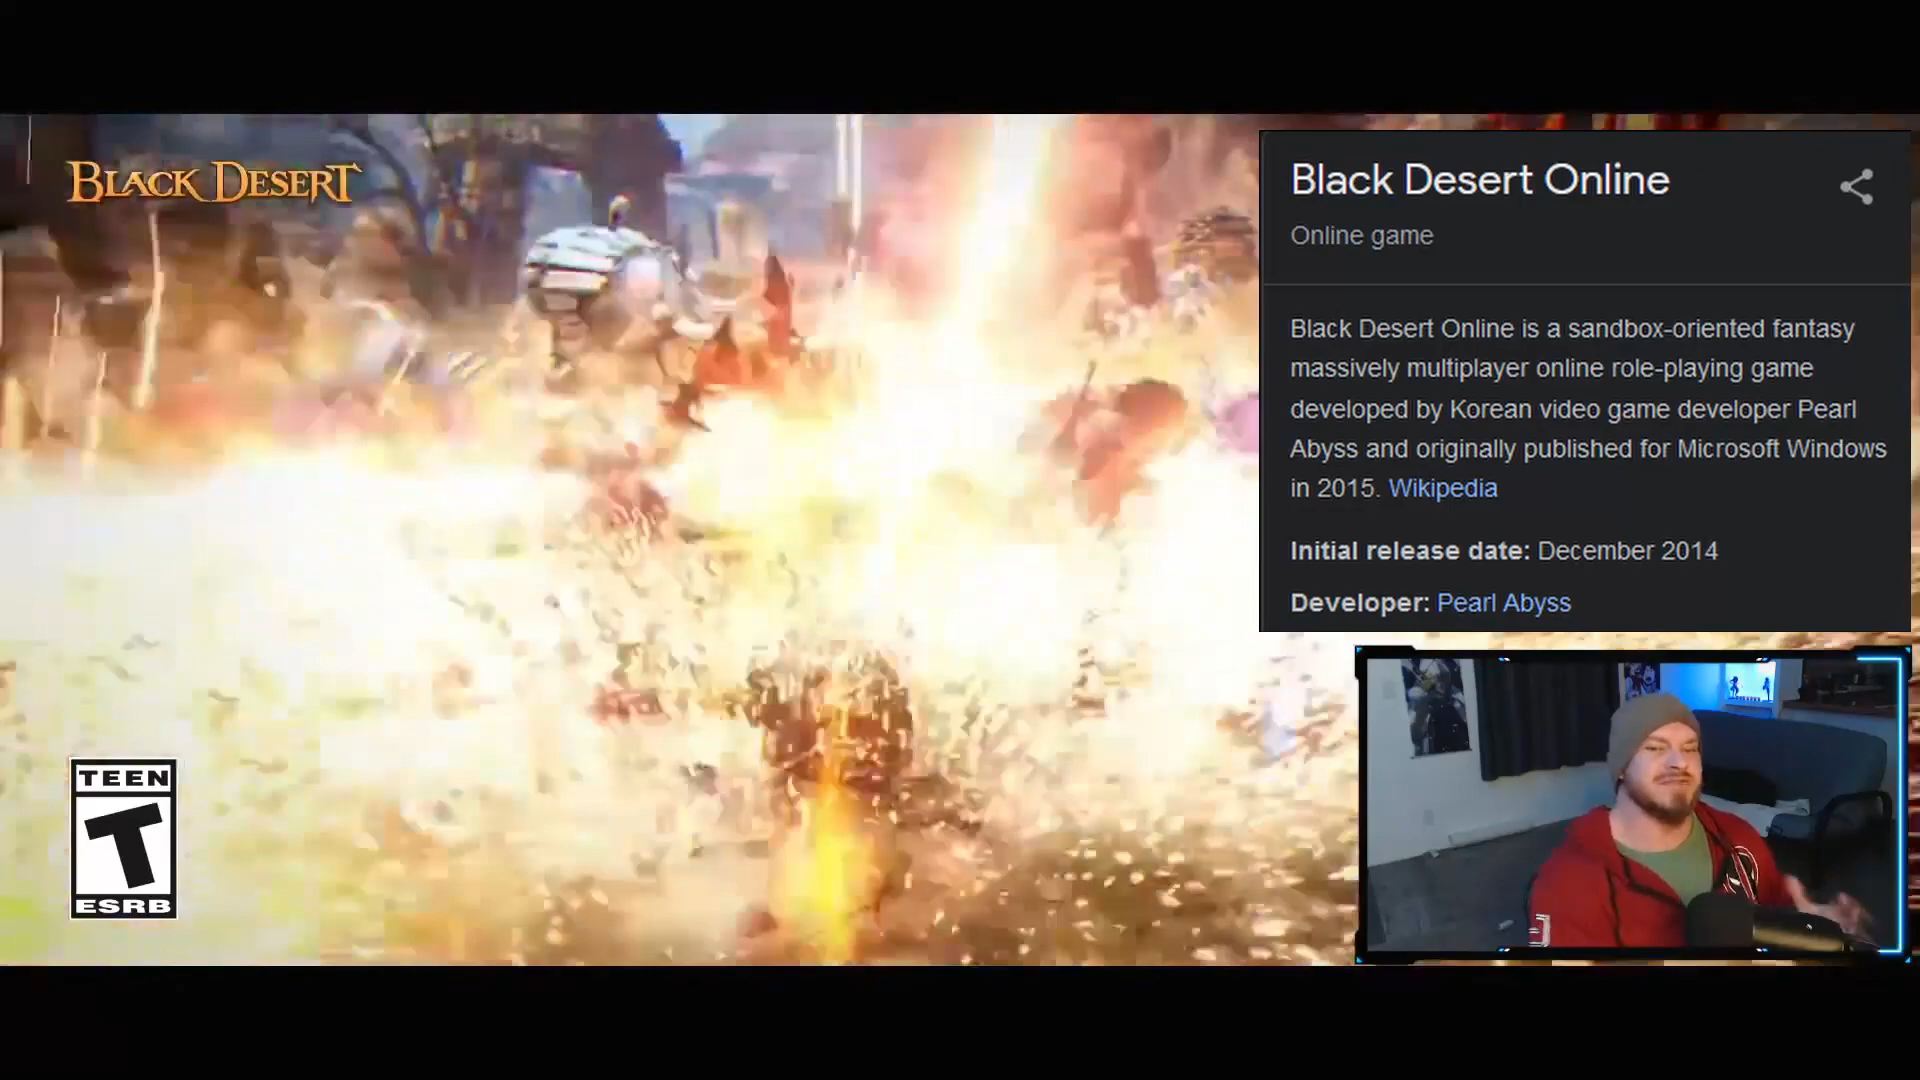 BLACK DESERT
Black Desert Online
Online game
Black Desert Online is a sandbox-oriented fantasy
massively multiplayer online role-playing game
developed by Korean video game developer Pearl
Abyss and originally published for Microsoft Windows
in 2015. Wikipedia
Initial release date: December 2014
Developer: Pearl Abyss
TEEN
T
ESRB